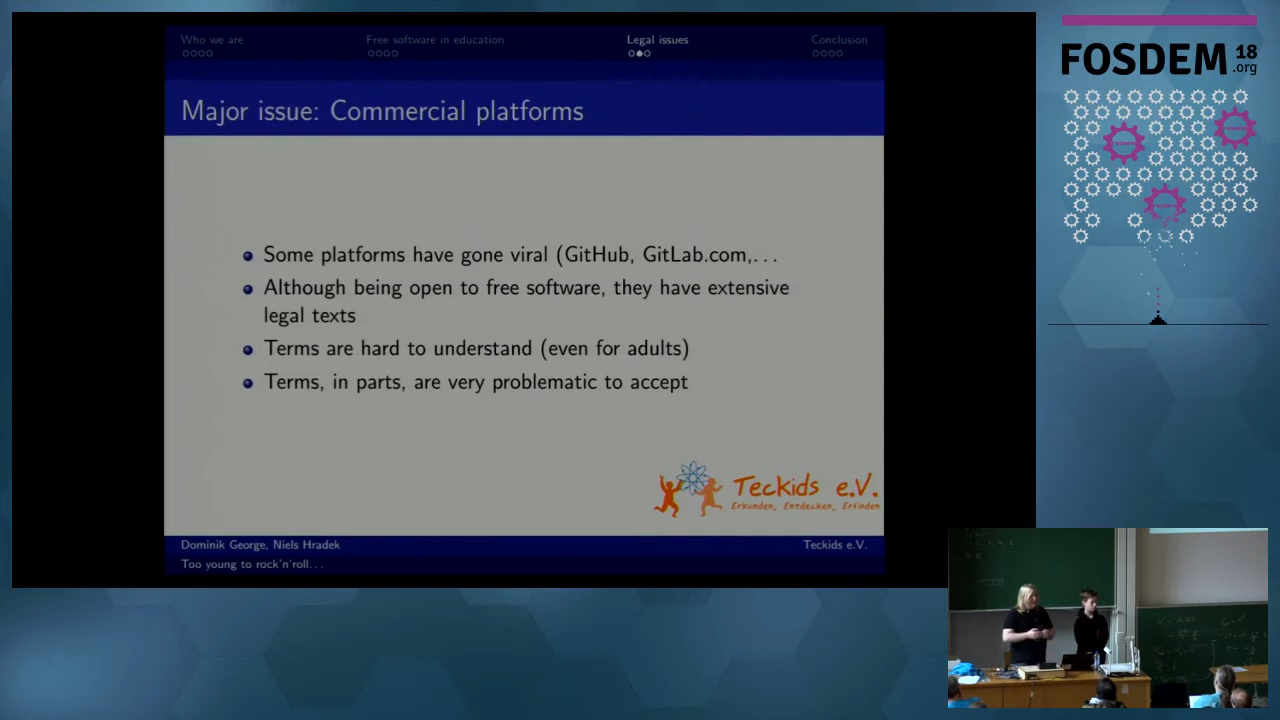 Who we are
Free software in education
Legal issues
Conclusion
Major issue: Commercial platforms
Some platforms have gone viral (GitHub, GitLab.com,...
Although being open to free software, they have extensive
legal texts
Terms are hard to understand (even for adults)
Terms, in parts, are very problematic to accept
Teckids e.V.
Erkunden, Entdecken, Erfinden
Dominik George, Niels Hradek
Teckids e.V.
Too young to rock'n'roll...
FOSDEM 18
.org